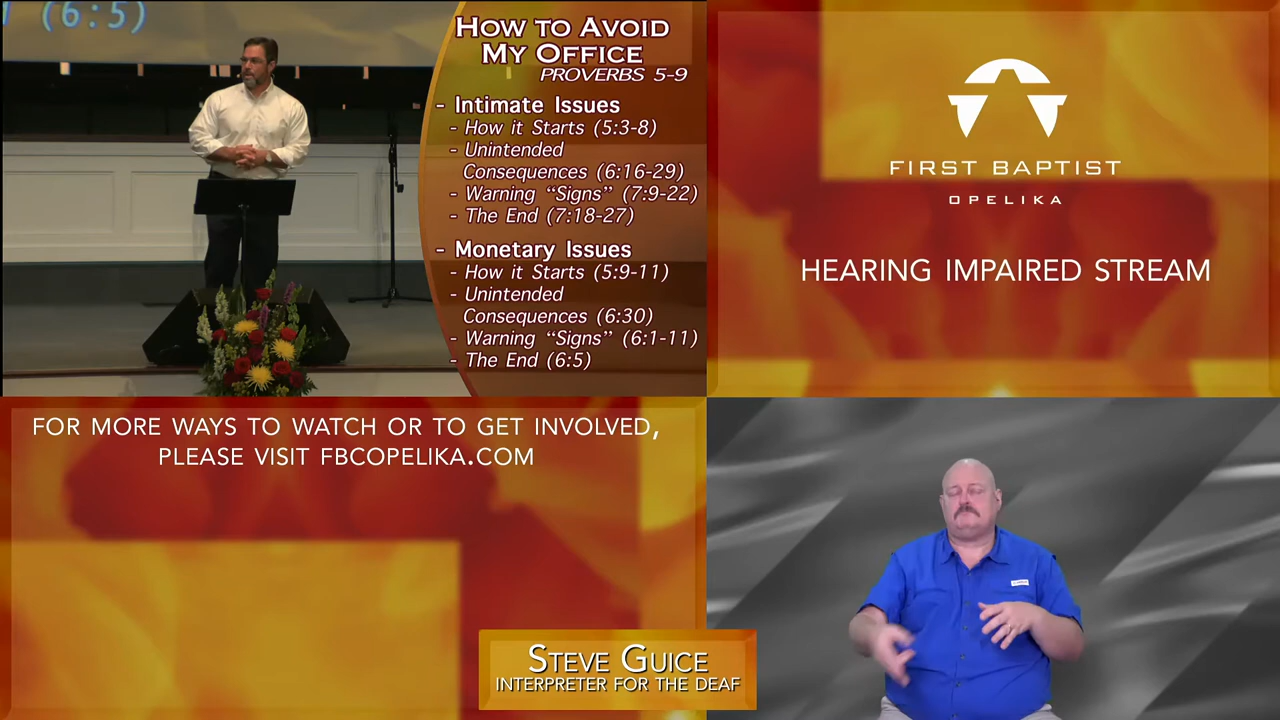 (6:5)
How to Avoid
My Office
Proverbs 5-9
- Intimate Issues
- How it Starts (5:3-8)
- Unintended
Consequences (6:16-29)
- Warning “Signs” (7:9-22)
- The End (7:18-27)
- Monetary Issues
- How it Starts (5:9-11)
- Unintended
Consequences (6:30)
- Warning “Signs” (6:1-11)
- The End (6:5)
FIRST BAPTIST
OPELIKA
HEARING IMPAIRED STREAM
FOR MORE WAYS TO WATCH OR TO GET INVOLVED,
PLEASE VISIT FBCOPELIKA.COM
Steve Guice
INTERPRETER FOR THE DEAF